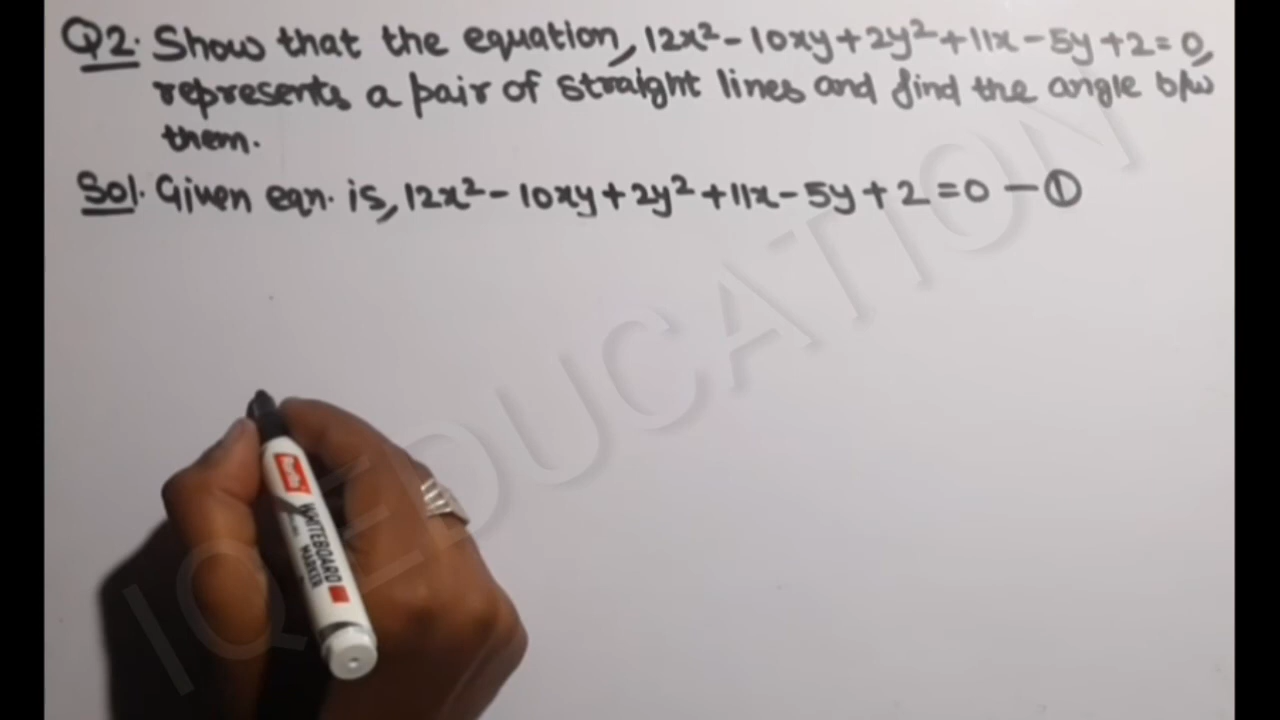 Q2. Show that the equation, 12x² - 10xy + 2y² + 11x - 5y + 2 = 0,
represents a pair of straight lines and find the angle b/w
them.
Sol. Given eqn. is, 12x² - 10xy + 2y² + 11x - 5y + 2 = 0 — ①
IQ EDUCATION
WHITEBOARD
MARKER